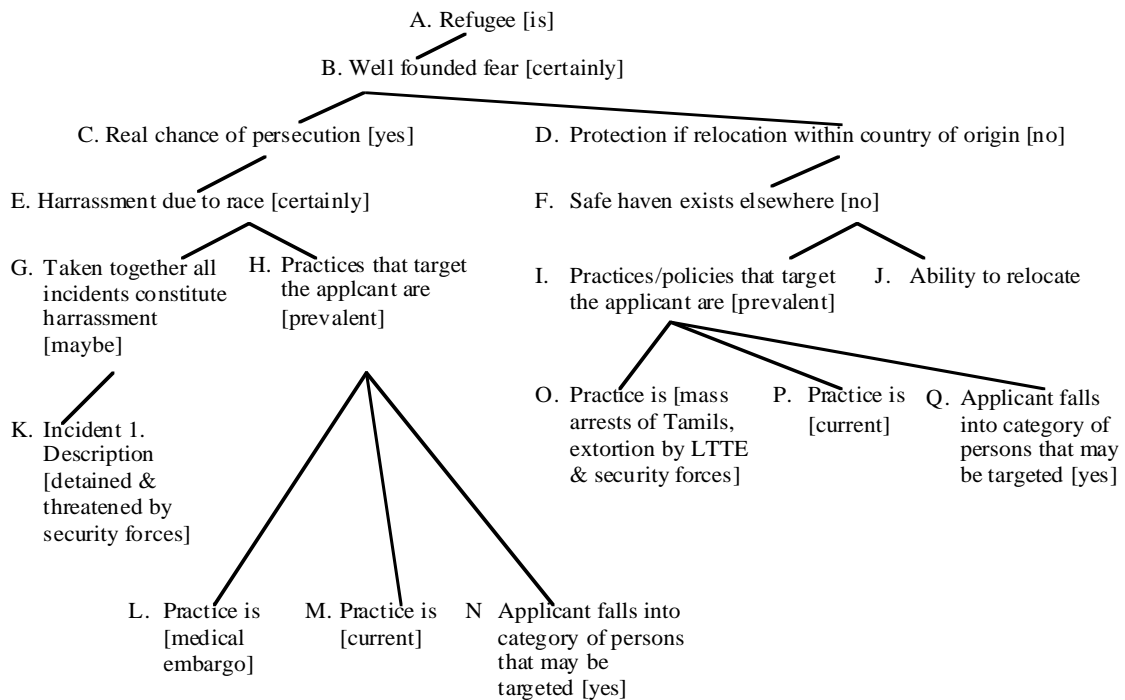 A. Refugee [is]
B. Well founded fear [certainly]
C. Real chance of persecution [yes]
D. Protection if relocation within country of origin [no]
E. Harrassment due to race [certainly]
F. Safe haven exists elsewhere [no]
G. Taken together all
incidents constitute
harrassment
[maybe]
H. Practices that target
the applcant are
[prevalent]
I. Practices/policies that target
the applicant are [prevalent]
J. Ability to relocate
K. Incident 1.
Description
[detained &
threatened by
security forces]
O. Practice is [mass
arrests of Tamils,
extortion by LTTE
& security forces]
P. Practice is
[current]
Q. Applicant falls
into category of
persons that may
be targeted [yes]
L. Practice is
[medical
embargo]
M. Practice is
[current]
N Applicant falls into
category of persons
that may be
targeted [yes]